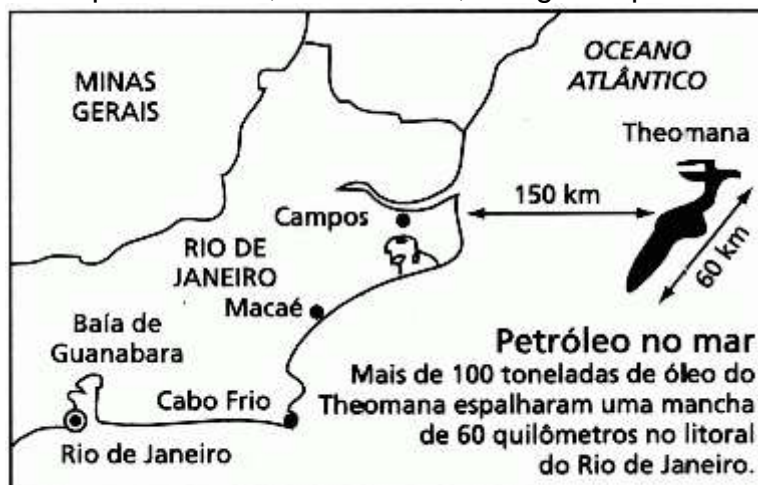 OCEANO
ATLÂNTICO
MINAS
GERAIS
Theomana
150 km
Campos
60 km
RIO DE
JANEIRO
Macaé
Baía de
Guanabara
Petróleo no mar
Mais de 100 toneladas de óleo do
Theomana espalharam uma mancha
de 60 quilômetros no litoral
do Rio de Janeiro.
Cabo Frio
Rio de Janeiro